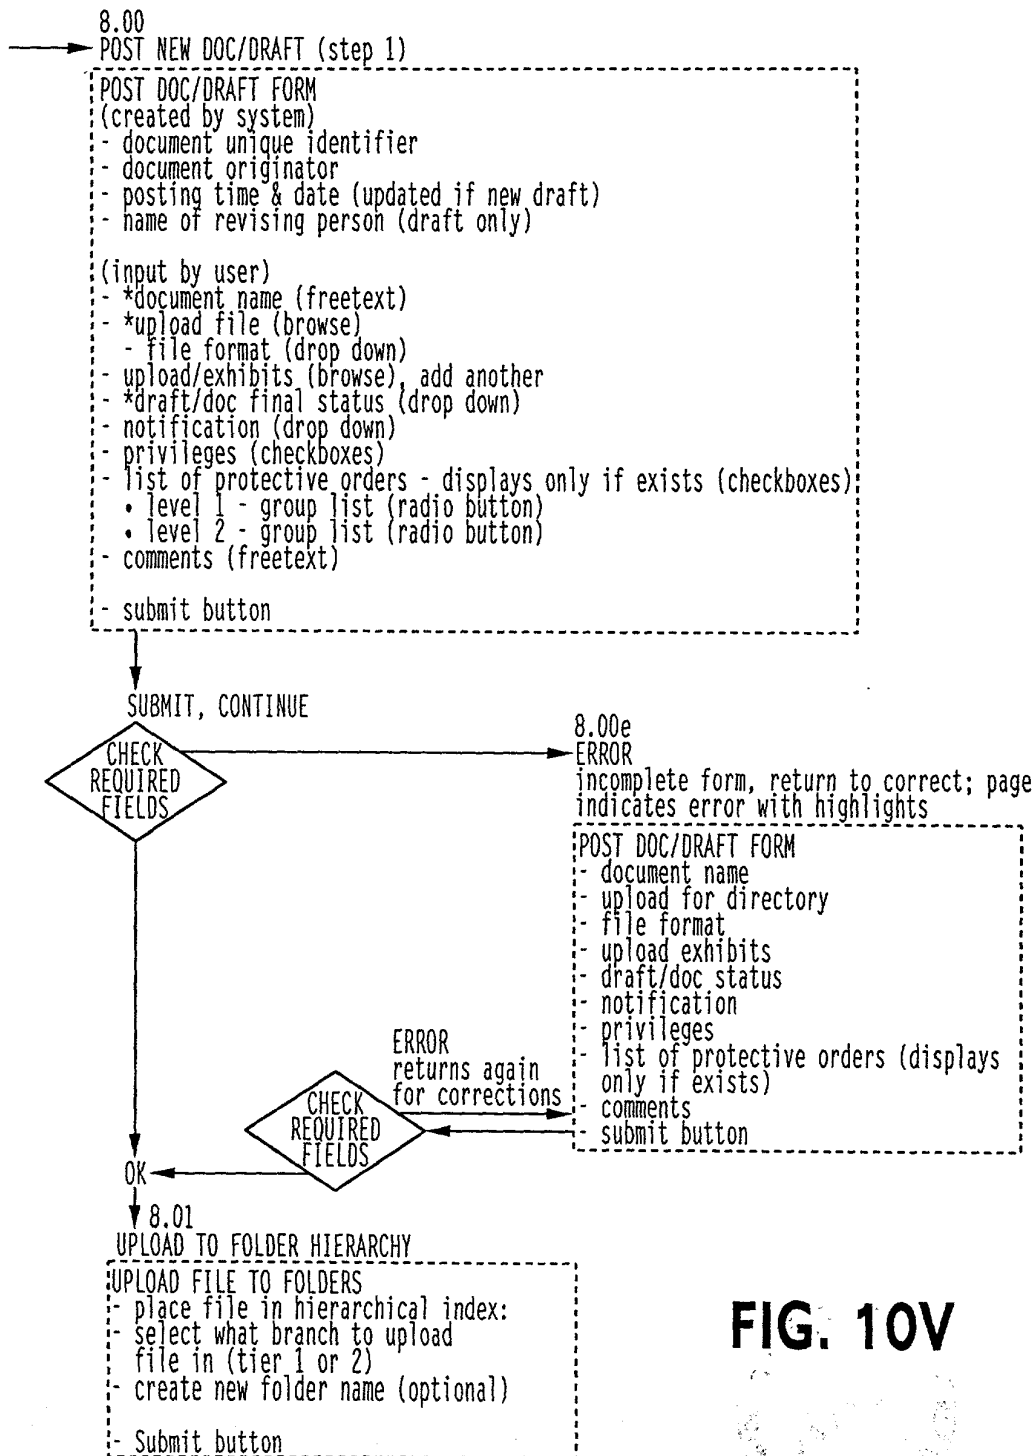 8.00
POST NEW DOC/DRAFT (step 1)
POST DOC/DRAFT FORM
(created by system)
- document unique identifier
- document originator
- posting time & date (updated if new draft)
- name of revising person (draft only)
(input by user)
- *document name (freetext)
- *upload file (browse)
- file format (drop down)
- upload/exhibits (browse), add another
- *draft/doc final status (drop down)
- notification (drop down)
- privileges (checkboxes)
- list of protective orders - displays only if exists (checkboxes)
• level 1 - group list (radio button)
• level 2 - group list (radio button)
- comments (freetext)
- submit button
SUBMIT, CONTINUE
CHECK
REQUIRED
FIELDS
8.00e
ERROR
incomplete form, return to correct; page
indicates error with highlights
POST DOC/DRAFT FORM
- document name
- upload for directory
- file format
- upload exhibits
- draft/doc status
- notification
- privileges
- list of protective orders (displays
only if exists)
- comments
- submit button
ERROR
returns again
for corrections
CHECK
REQUIRED
FIELDS
OK
8.01
UPLOAD TO FOLDER HIERARCHY
UPLOAD FILE TO FOLDERS
- place file in hierarchical index:
- select what branch to upload
file in (tier 1 or 2)
- create new folder name (optional)
- Submit button
FIG. 10V